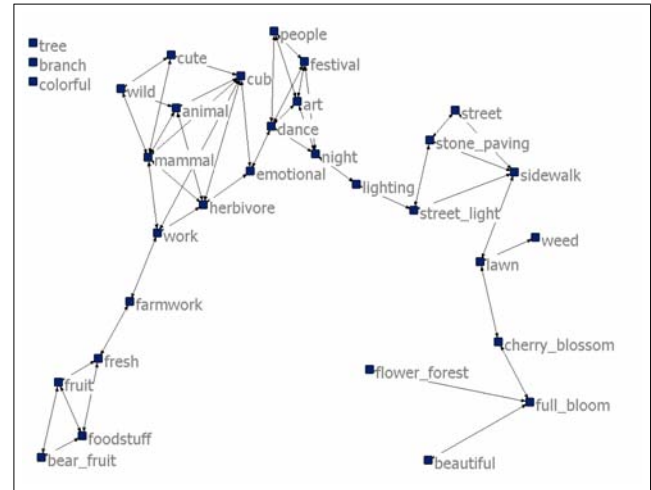 people
tree
branch
colorful
cute
festival
cub
wild
art
animal
street
dance
stone_paving
night
mammal
emotional
sidewalk
lighting
herbivore
street_light
work
weed
lawn
farmwork
cherry_blossom
fresh
flower_forest
fruit
full_bloom
foodstuff
bear_fruit
beautiful